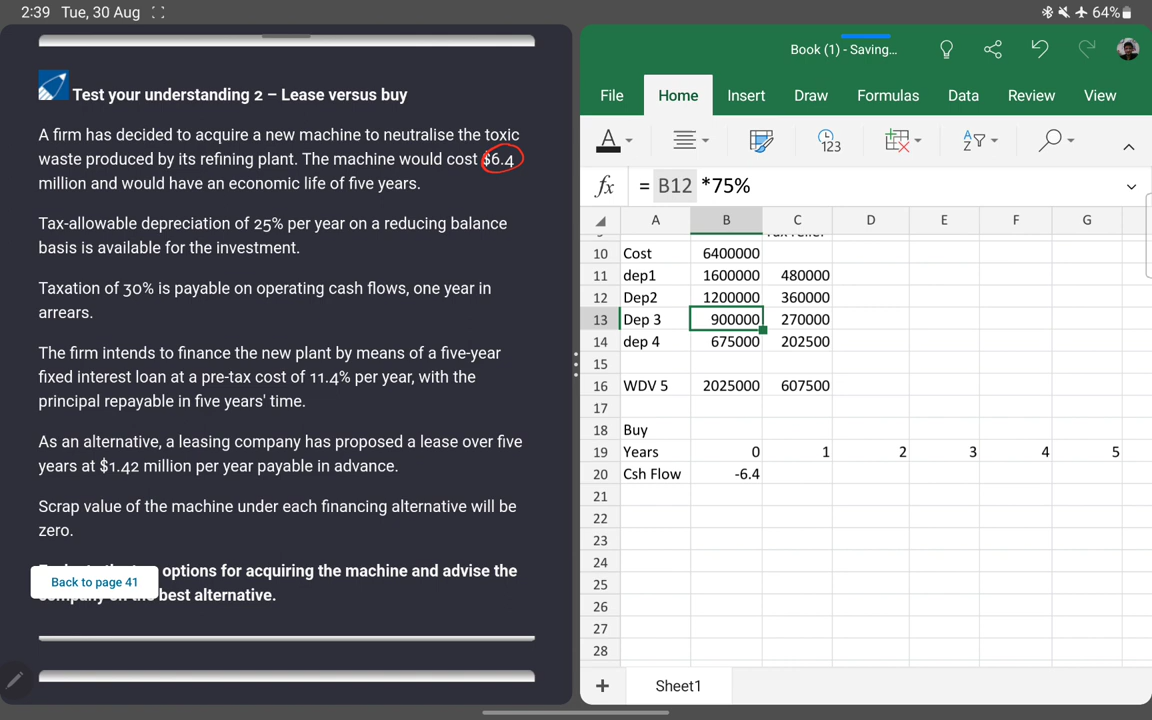 2:39 Tue, 30 Aug
64%
Test your understanding 2 – Lease versus buy
A firm has decided to acquire a new machine to neutralise the toxic
waste produced by its refining plant. The machine would cost $6.4
million and would have an economic life of five years.
Tax-allowable depreciation of 25% per year on a reducing balance
basis is available for the investment.
Taxation of 30% is payable on operating cash flows, one year in
arrears.
The firm intends to finance the new plant by means of a five-year
fixed interest loan at a pre-tax cost of 11.4% per year, with the
principal repayable in five years' time.
As an alternative, a leasing company has proposed a lease over five
years at $1.42 million per year payable in advance.
Scrap value of the machine under each financing alternative will be
zero.
options for acquiring the machine and advise the
Back to page 41
best alternative.
Book (1) - Saving...
File Home Insert Draw Formulas Data Review View
A 123
fx = B12 *75%
A B C D E F G
10 Cost 6400000
11 dep1 1600000 480000
12 Dep2 1200000 360000
13 Dep 3 900000 270000
14 dep 4 675000 202500
15
16 WDV 5 2025000 607500
17
18 Buy
19 Years 0 1 2 3 4 5
20 Csh Flow -6.4
21
22
23
24
25
26
27
28
+ Sheet1